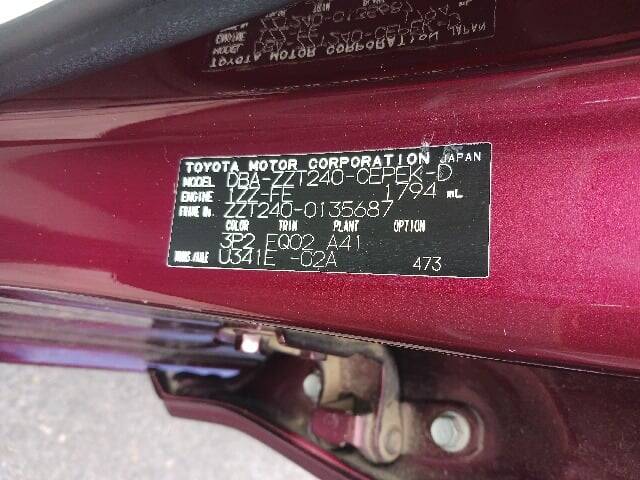 TOYOTA MOTOR CORPORATION JAPAN
MODEL DBA-ZZT240-CEPEK-D
ENGINE 1ZZ-FE 1794 mL
FRAME No. ZZT240-0135687
COLOR TRIM PLANT OPTION
3P2 EQ02 A41
TRANS.AXLE U341E -02A 473